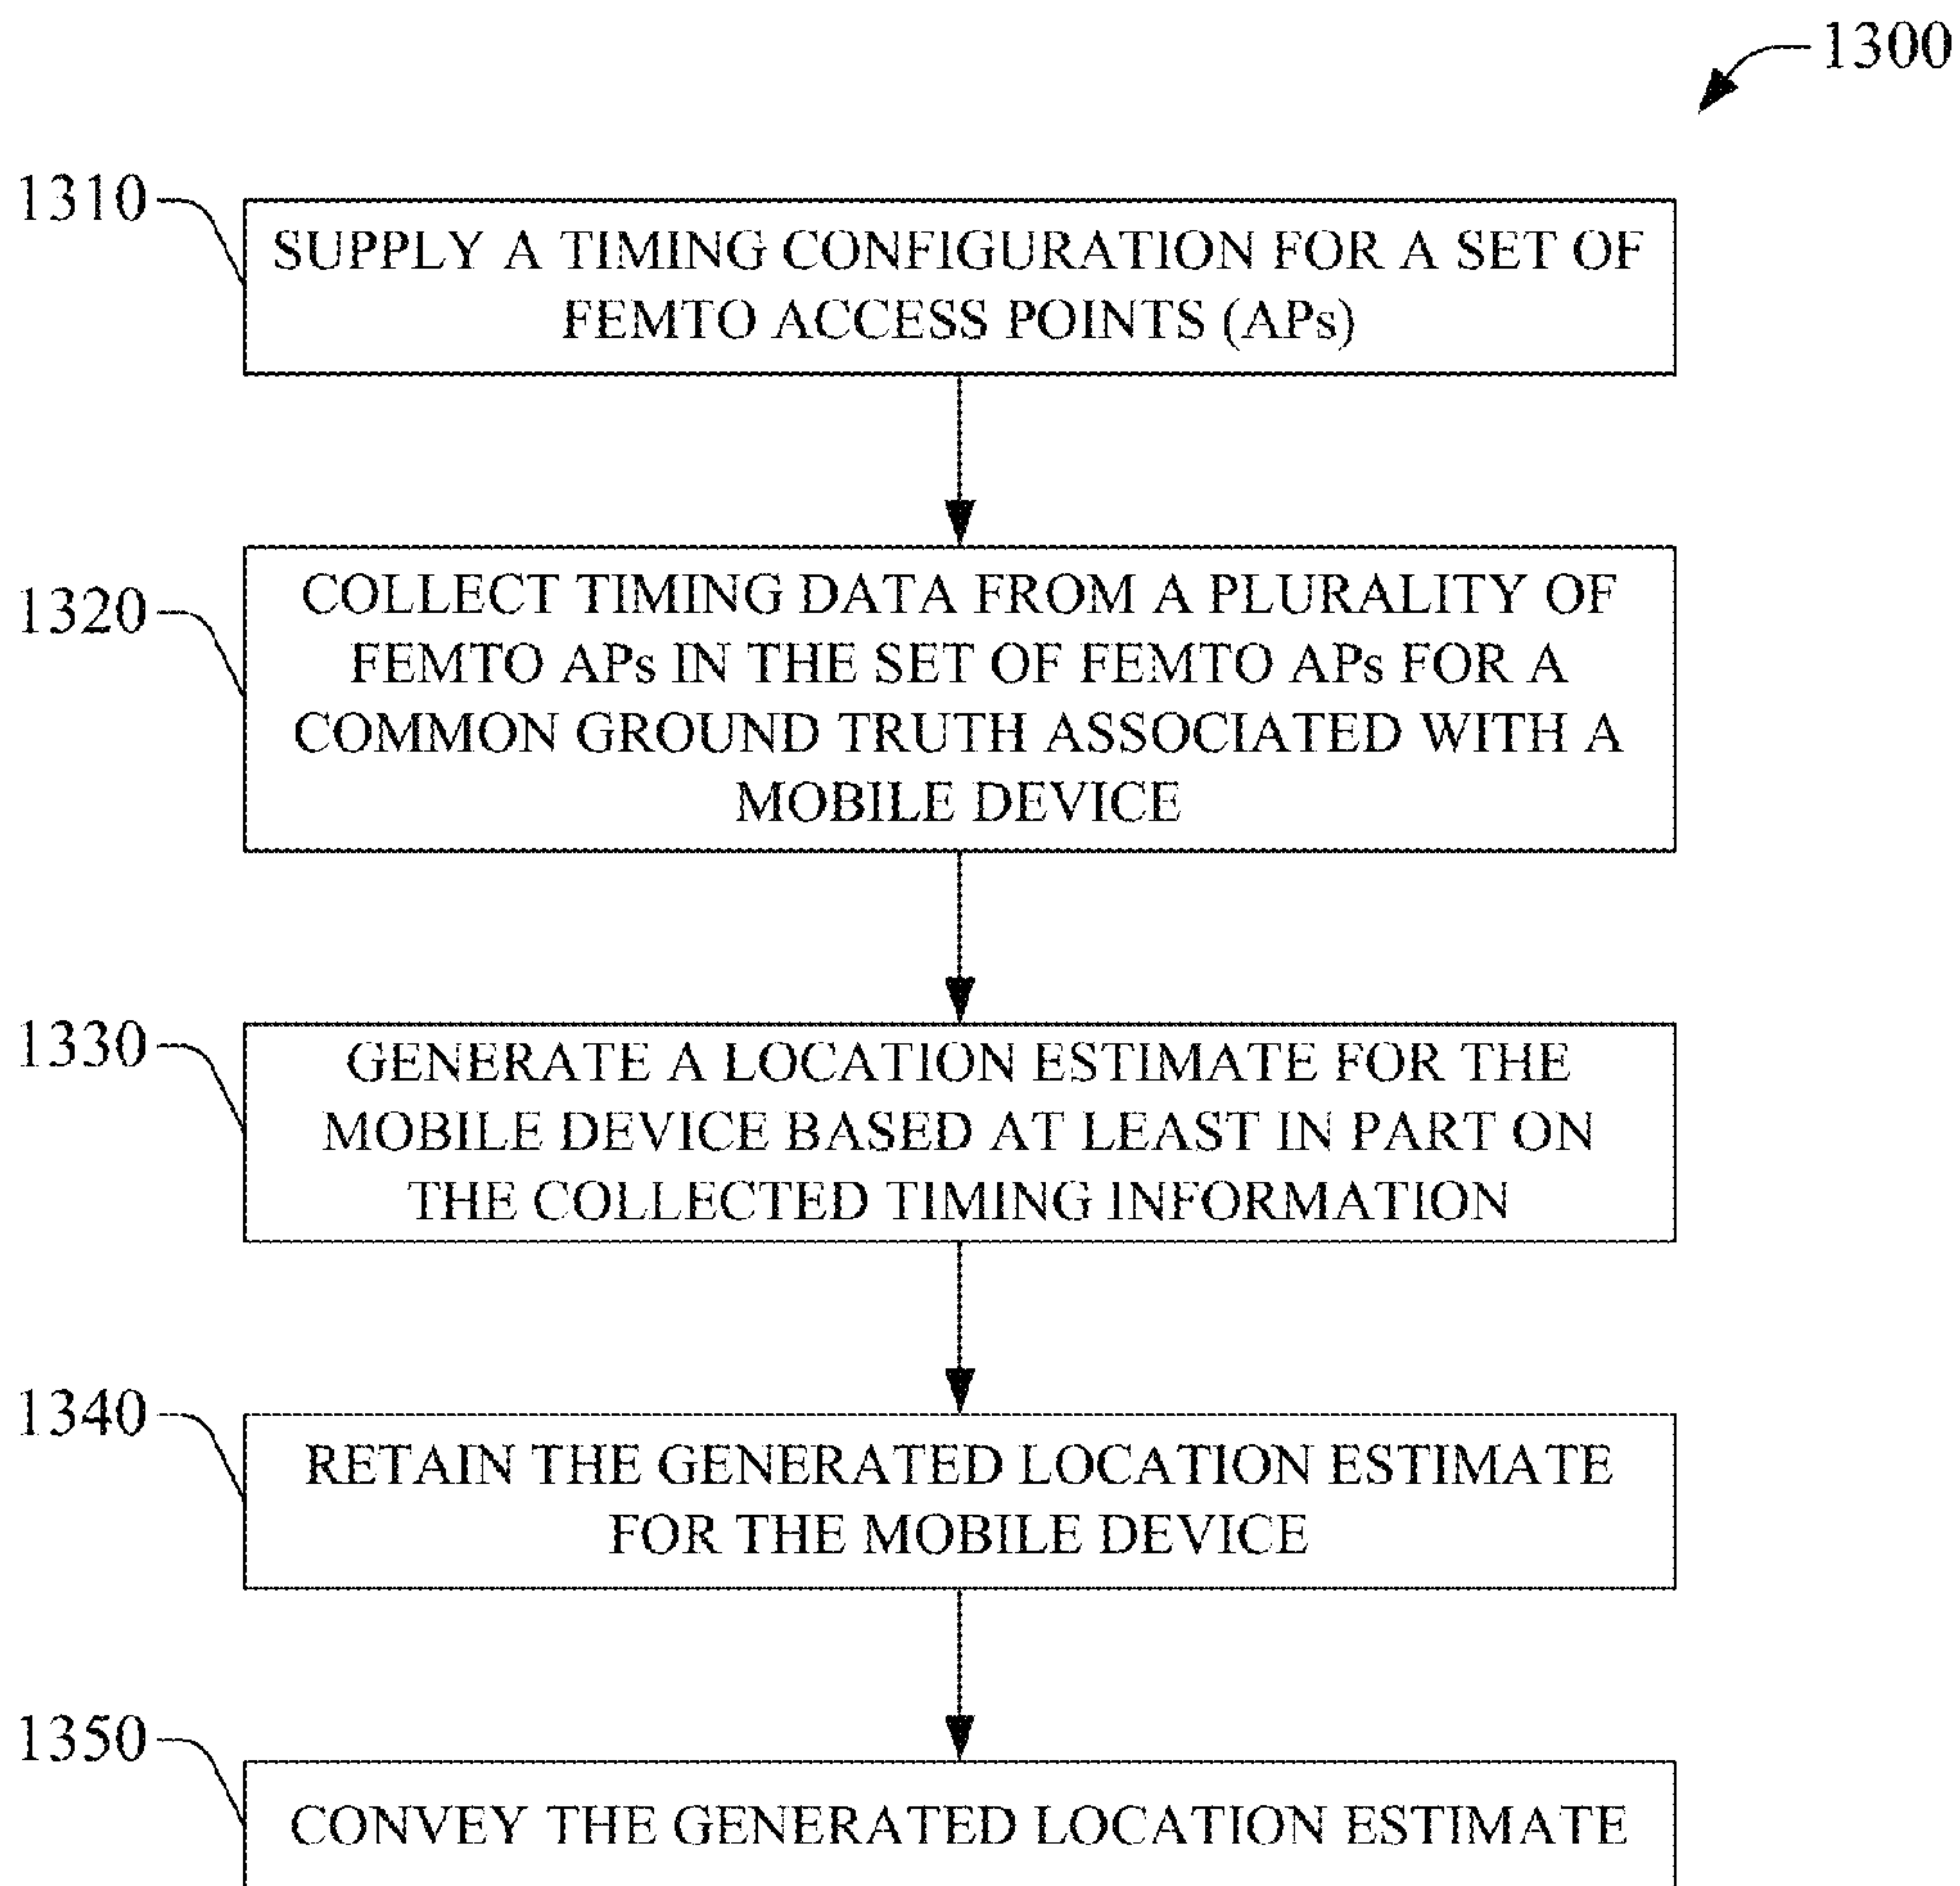 1300
1310
SUPPLY A TIMING CONFIGURATION FOR A SET OF
FEMTO ACCESS POINTS (APs)
1320
COLLECT TIMING DATA FROM A PLURALITY OF
FEMTO APs IN THE SET OF FEMTO APs FOR A
COMMON GROUND TRUTH ASSOCIATED WITH A
MOBILE DEVICE
1330
GENERATE A LOCATION ESTIMATE FOR THE
MOBILE DEVICE BASED AT LEAST IN PART ON
THE COLLECTED TIMING INFORMATION
1340
RETAIN THE GENERATED LOCATION ESTIMATE
FOR THE MOBILE DEVICE
1350
CONVEY THE GENERATED LOCATION ESTIMATE